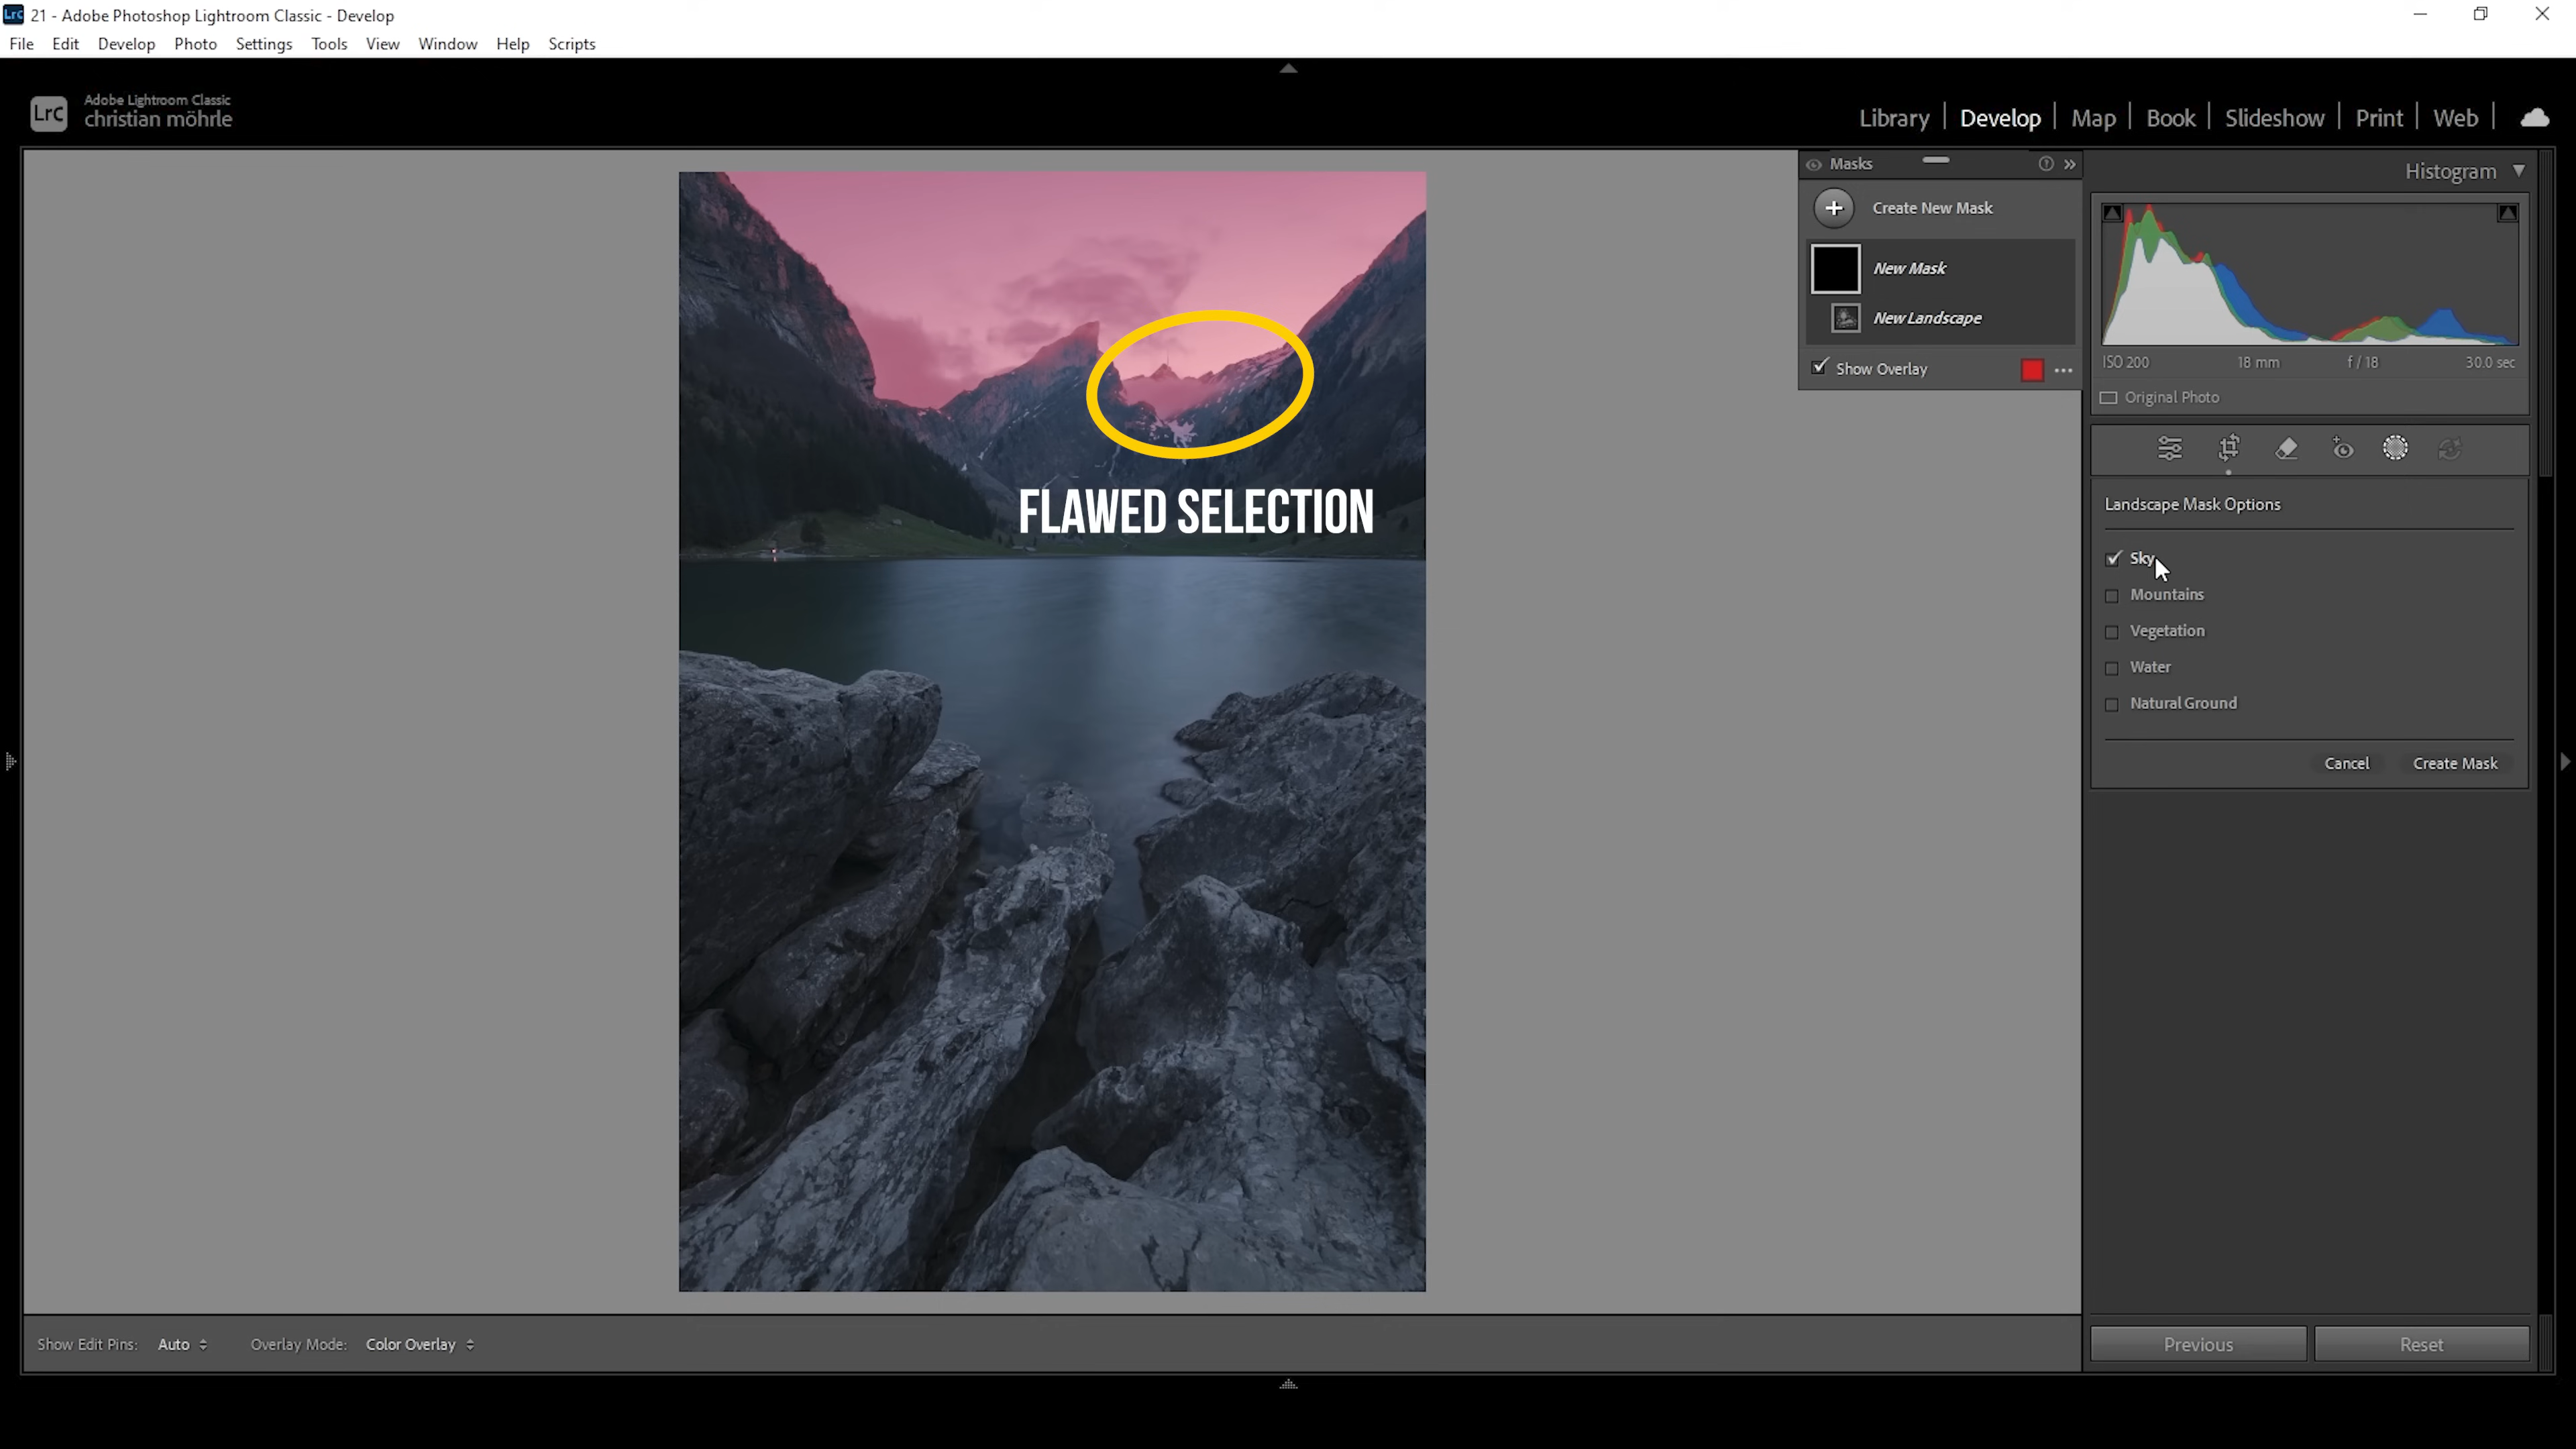 Lrc 21 - Adobe Photoshop Lightroom Classic - Develop
File Edit Develop Photo Settings Tools View Window Help Scripts
Lrc Adobe Lightroom Classic
christian möhrle
Library | Develop | Map | Book | Slideshow | Print | Web |
Masks
Create New Mask
New Mask
New Landscape
Show Overlay
Histogram
ISO 200 18 mm f / 18 30.0 sec
Original Photo
FLAWED SELECTION
Landscape Mask Options
Sky
Mountains
Vegetation
Water
Natural Ground
Cancel Create Mask
Show Edit Pins: Auto Overlay Mode: Color Overlay
Previous Reset